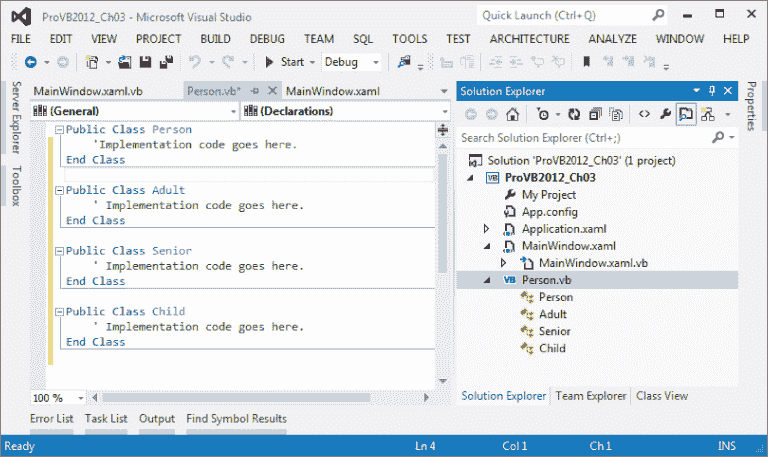 ProVB2012_Ch03 - Microsoft Visual Studio
Quick Launch (Ctrl+Q)
FILE EDIT VIEW PROJECT BUILD DEBUG TEAM SQL TOOLS TEST ARCHITECTURE ANALYZE WINDOW HELP
Start Debug
Server Explorer
Toolbox
MainWindow.xaml.vb Person.vb* MainWindow.xaml
(General) (Declarations)
Public Class Person
'Implementation code goes here.
End Class
Public Class Adult
' Implementation code goes here.
End Class
Public Class Senior
' Implementation code goes here.
End Class
Public Class Child
' Implementation code goes here.
End Class
100 %
Solution Explorer
Search Solution Explorer (Ctrl+;)
Solution 'ProVB2012_Ch03' (1 project)
VB ProVB2012_Ch03
My Project
App.config
Application.xaml
MainWindow.xaml
MainWindow.xaml.vb
VB Person.vb
Person
Adult
Senior
Child
Solution Explorer Team Explorer Class View
Properties
Error List Task List Output Find Symbol Results
Ready Ln 4 Col 1 Ch 1 INS